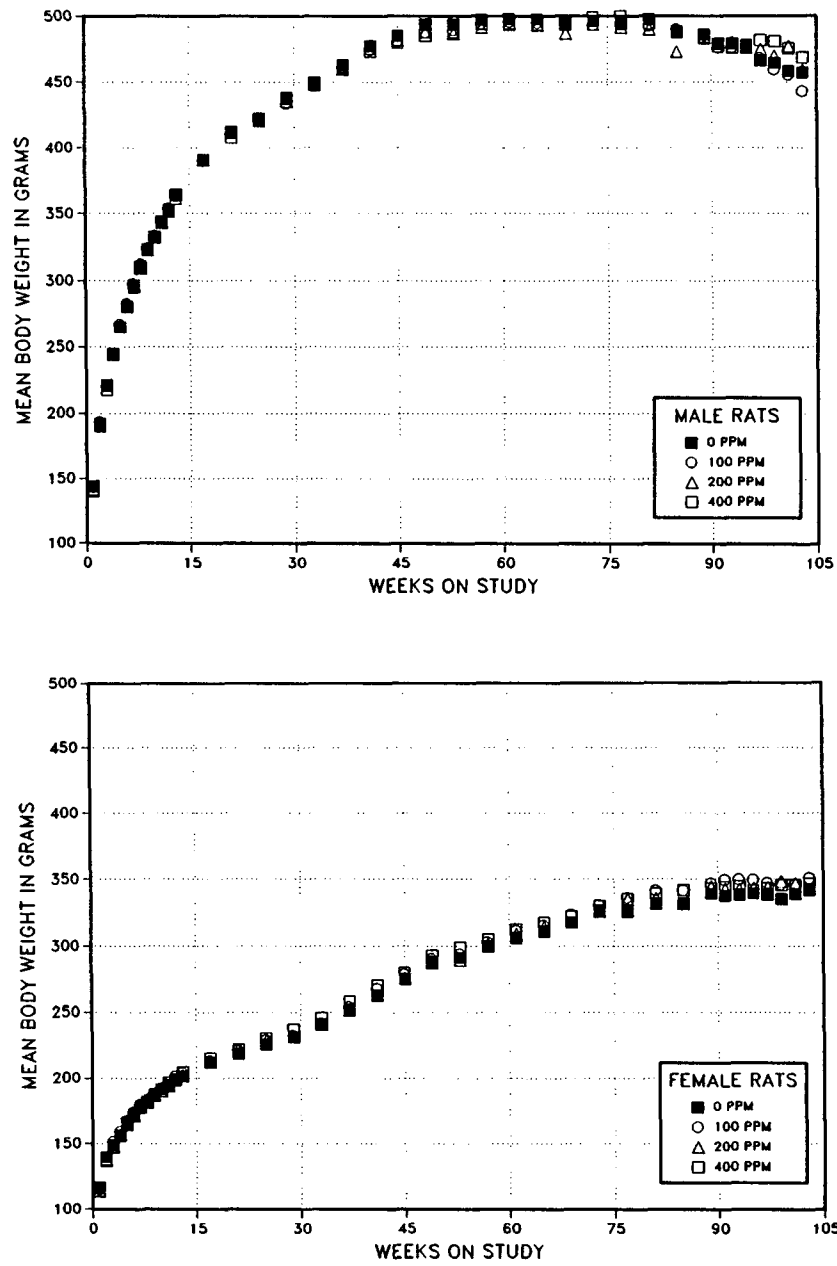 MEAN BODY WEIGHT IN GRAMS
500
450
400
350
300
250
200
150
100
0
15
30
45
60
75
90
105
WEEKS ON STUDY
MALE RATS
0 PPM
100 PPM
200 PPM
400 PPM
MEAN BODY WEIGHT IN GRAMS
500
450
400
350
300
250
200
150
100
0
15
30
45
60
75
90
105
WEEKS ON STUDY
FEMALE RATS
0 PPM
100 PPM
200 PPM
400 PPM